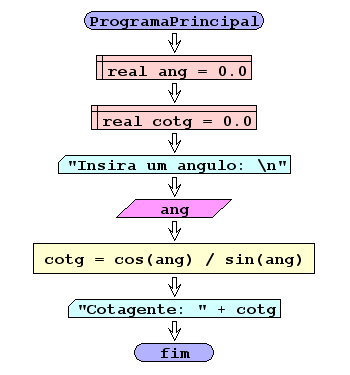 ProgramaPrincipal
real ang = 0.0
real cotg = 0.0
"Insira um angulo: \n"
ang
cotg = cos(ang) / sin(ang)
"Cotagente: " + cotg
fim